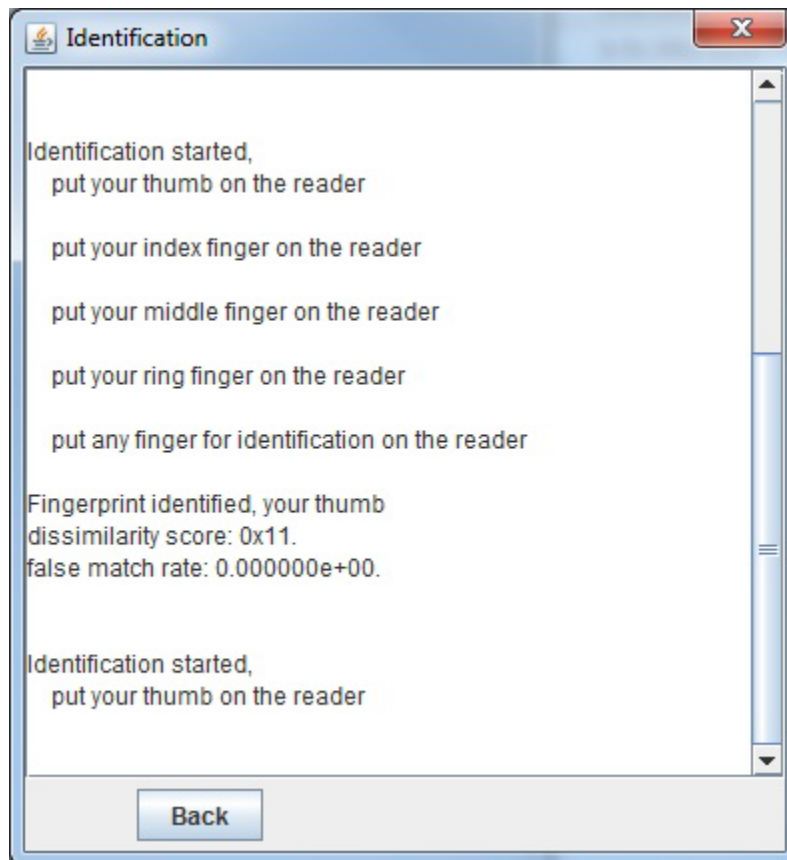 Identification
Identification started,
put your thumb on the reader
put your index finger on the reader
put your middle finger on the reader
put your ring finger on the reader
put any finger for identification on the reader
Fingerprint identified, your thumb
dissimilarity score: 0x11.
false match rate: 0.000000e+00.
Identification started,
put your thumb on the reader
Back